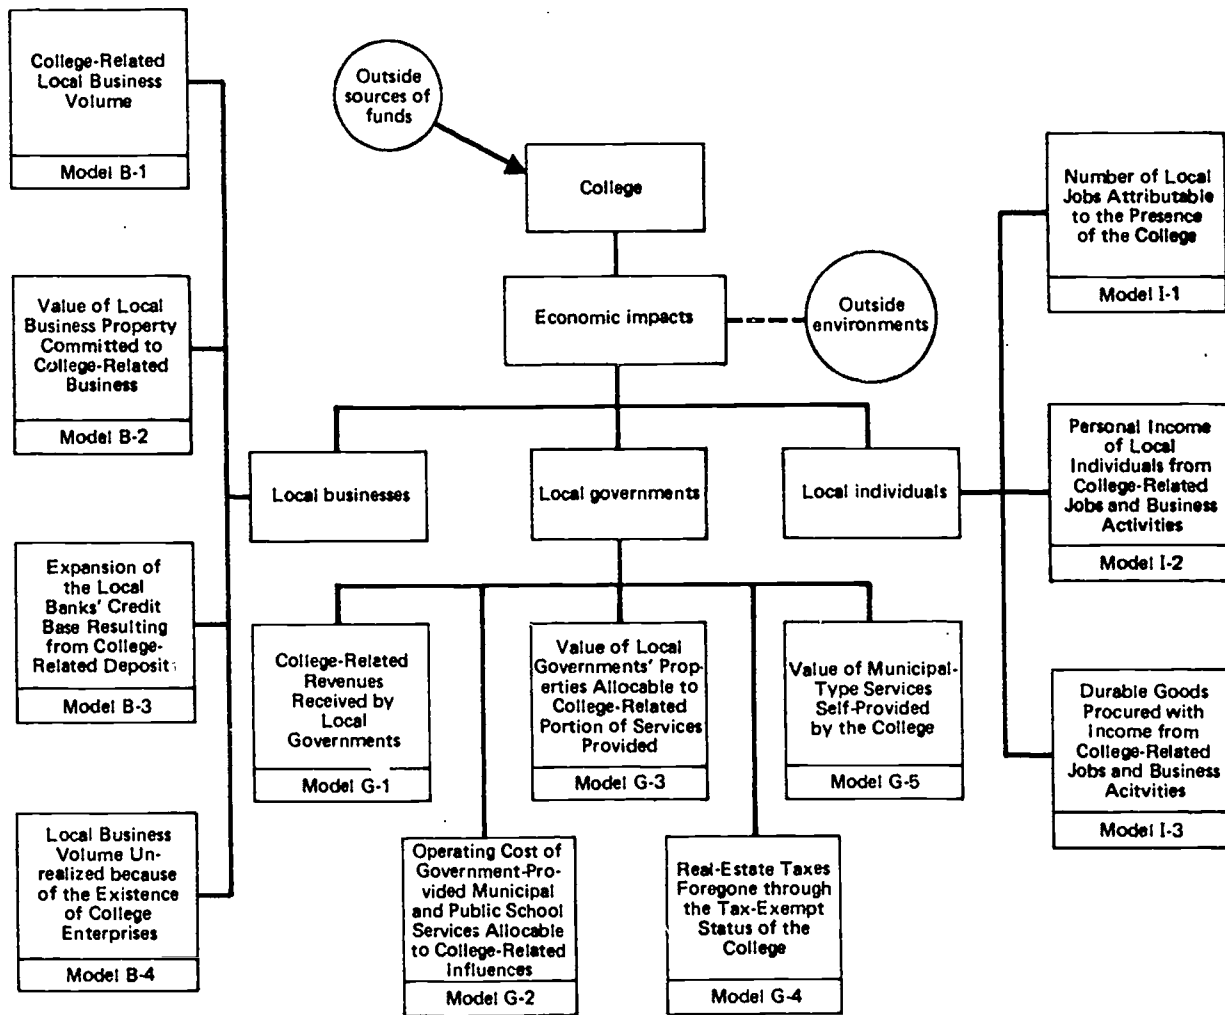 College-Related
Local Business
Volume
Model B-1
Outside
sources of
funds
College
Number of Local
Jobs Attributable
to the Presence
of the College
Model I-1
Value of Local
Business Property
Committed to
College-Related
Business
Model B-2
Economic impacts
Outside
environments
Personal Income
of Local
Individuals from
College-Related
Jobs and Business
Activities
Model I-2
Local businesses
Local governments
Local individuals
Expansion of
the Local
Banks' Credit
Base Resulting
from College-
Related Deposit
Model B-3
College-Related
Revenues
Received by
Local
Governments
Model G-1
Value of Local
Governments' Prop-
erties Allocable to
College-Related
Portion of Services
Provided
Model G-3
Value of Municipal-
Type Services
Self-Provided
by the College
Model G-5
Durable Goods
Procured with
Income from
College-Related
Jobs and Business
Acitvities
Model I-3
Local Business
Volume Un-
realized because
of the Existence
of College
Enterprises
Model B-4
Operating Cost of
Government-Pro-
vided Municipal
and Public School
Services Allocable
to College-Related
Influences
Model G-2
Real-Estate Taxes
Foregone through
the Tax-Exempt
Status of the
College
Model G-4